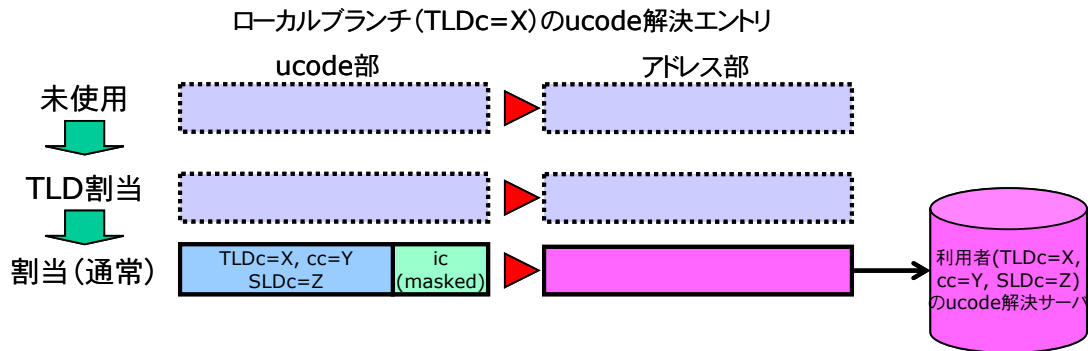 ローカルブランチ(TLDc=X)のucode解決エントリ
ucode部
アドレス部
未使用
TLD割当
割当(通常)
TLDc=X, cc=Y
SLDc=Z
ic
(masked)
利用者(TLDc=X,
cc=Y, SLDc=Z)
のucode解決サーバ